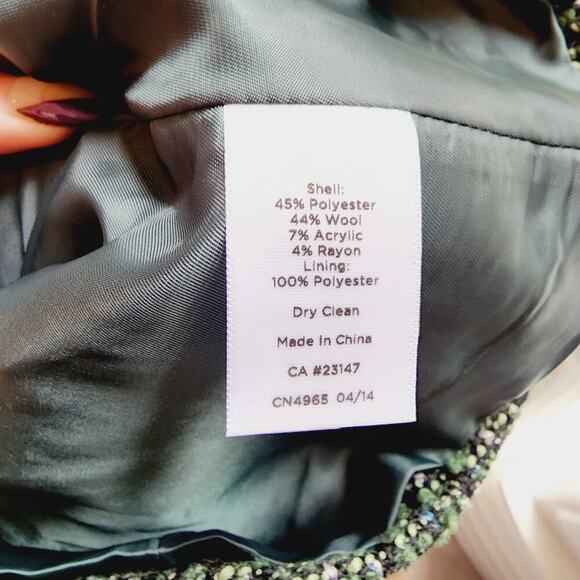 Shell:
45% Polyester
44% Wool
7% Acrylic
4% Rayon
Lining:
100% Polyester
Dry Clean
Made In China
CA #23147
CN4965 04/14